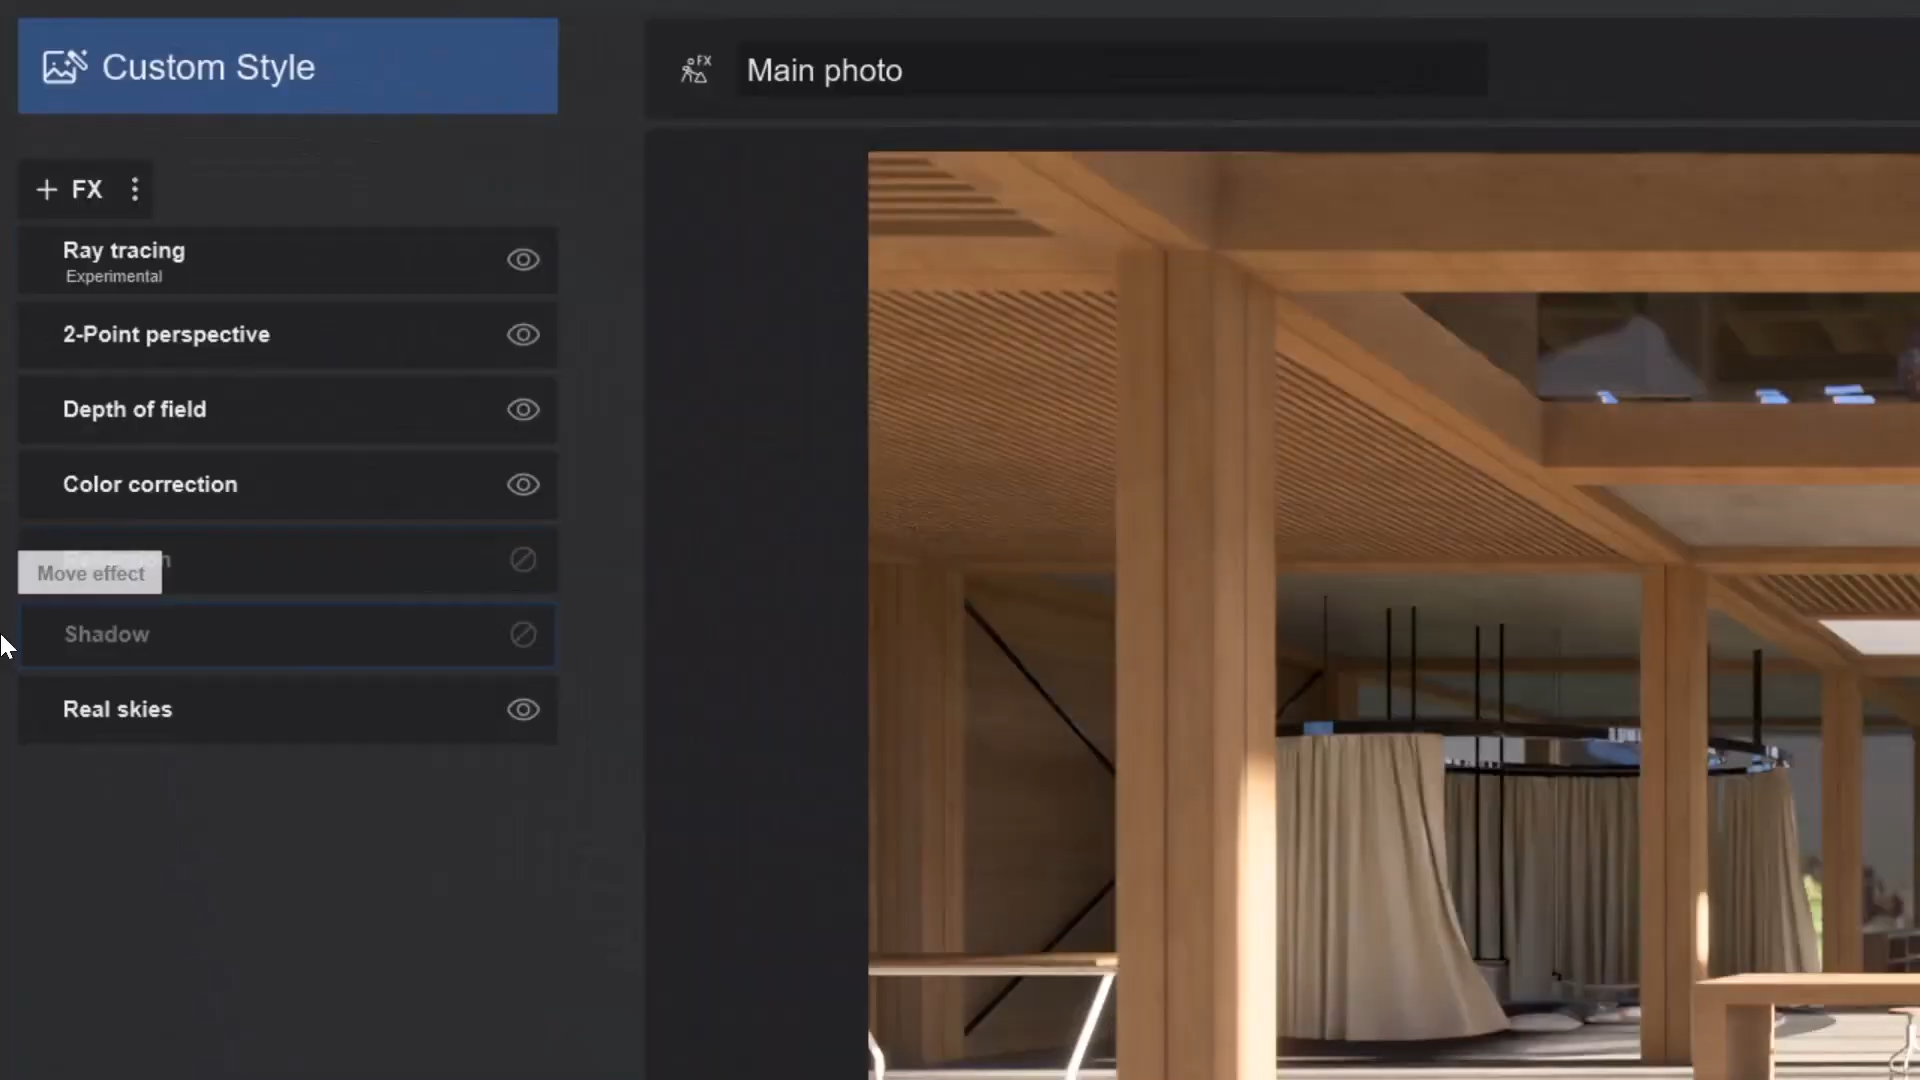 Custom Style
FX
Main photo
+ FX
Ray tracing
Experimental
2-Point perspective
Depth of field
Color correction
Move effect
Shadow
Real skies